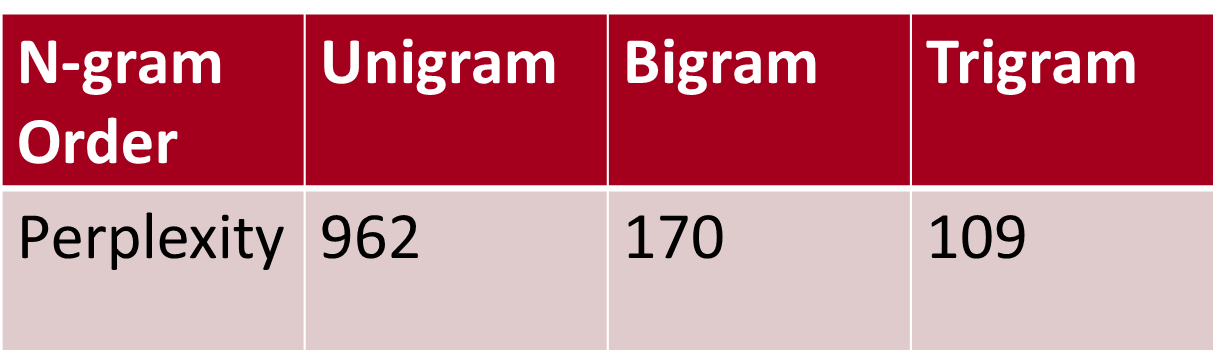 N-gram Order Unigram Bigram Trigram
Perplexity 962 170 109